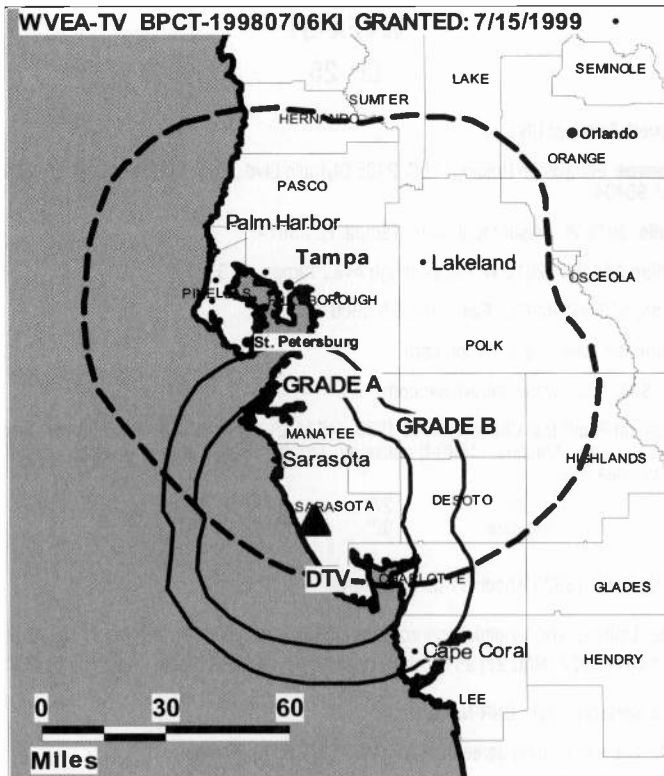 WVEA-TV BPCT-19980706KI GRANTED: 7/15/1999
LAKE
SEMINOLE
SUMTER
HERNANDO
Orlando
ORANGE
PASCO
Palm Harbor
Tampa
Lakeland
OSCEOLA
PINELLAS
HILLSBOROUGH
St. Petersburg
POLK
GRADE A
GRADE B
MANATEE
Sarasota
HIGHLANDS
DESOTO
SARASOTA
DTV
CHARLOTTE
GLADES
Cape Coral
HENDRY
LEE
0 30 60
Miles